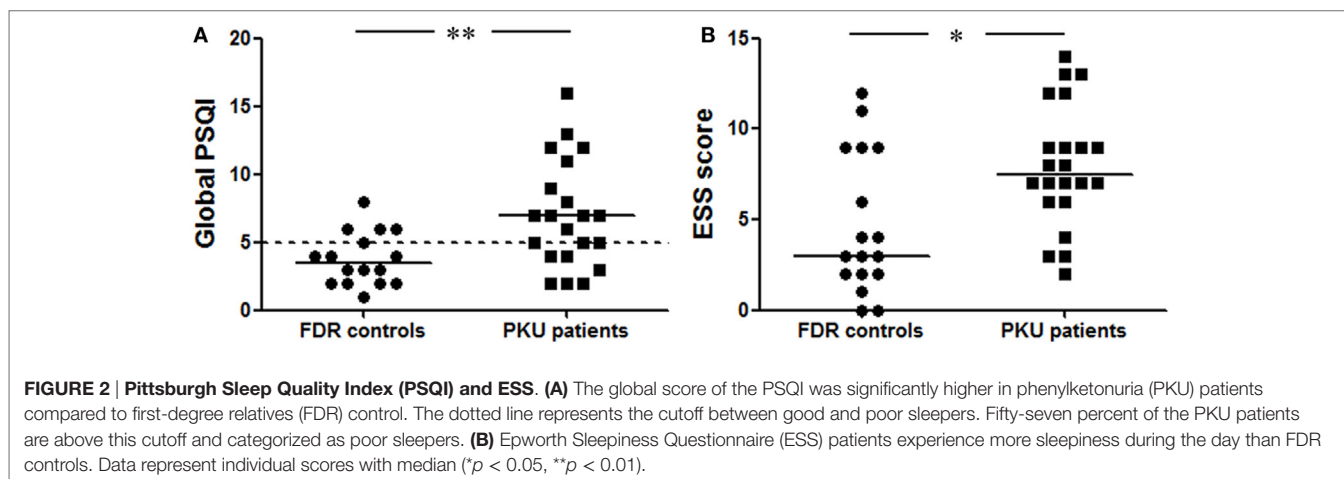 A
**
B
*
20
15
10
5
0
Global PSQI
FDR controls
PKU patients
15
10
5
0
ESS score
FDR controls
PKU patients
FIGURE 2 | Pittsburgh Sleep Quality Index (PSQI) and ESS. (A) The global score of the PSQI was significantly higher in phenylketonuria (PKU) patients
compared to first-degree relatives (FDR) control. The dotted line represents the cutoff between good and poor sleepers. Fifty-seven percent of the PKU patients
are above this cutoff and categorized as poor sleepers. (B) Epworth Sleepiness Questionnaire (ESS) patients experience more sleepiness during the day than FDR
controls. Data represent individual scores with median (*p < 0.05, **p < 0.01).